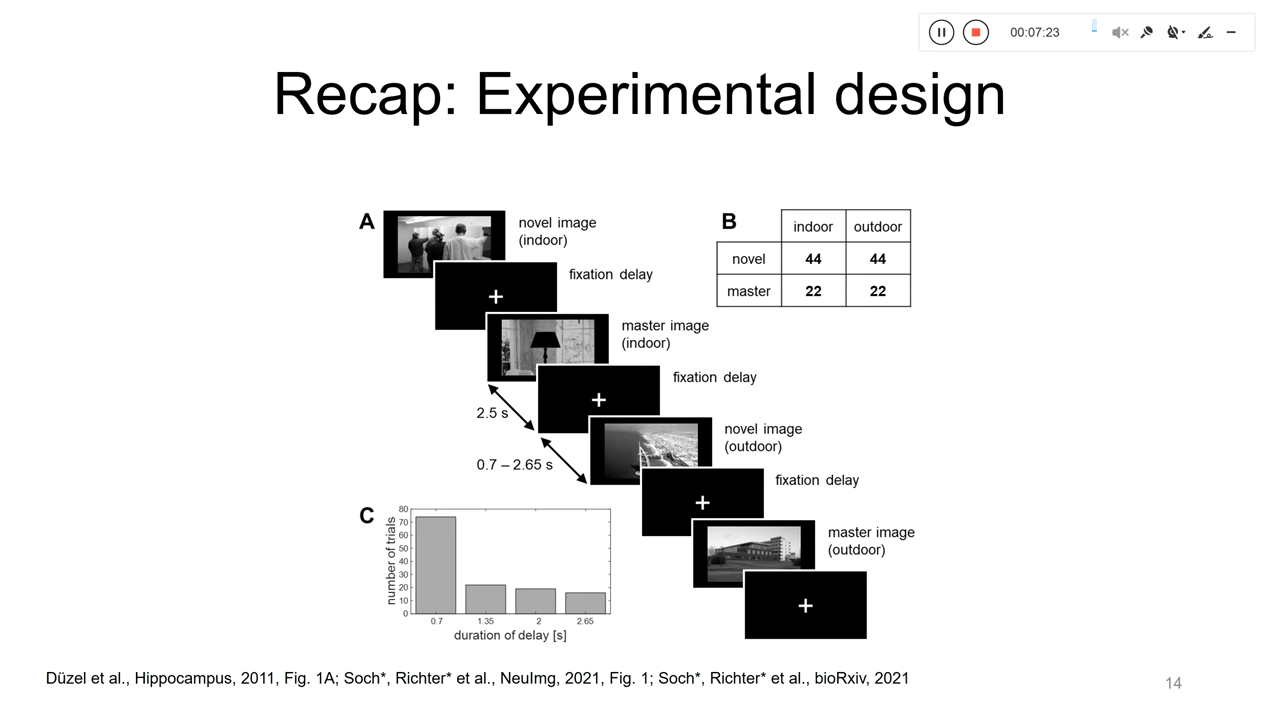 00:07:23
Recap: Experimental design
A
novel image
(indoor)
fixation delay
master image
(indoor)
fixation delay
2.5 s
novel image
(outdoor)
0.7 – 2.65 s
fixation delay
master image
(outdoor)
B
indoor outdoor
novel 44 44
master 22 22
C
number of trials
80
70
60
50
40
30
20
10
0
0.7 1.35 2 2.65
duration of delay [s]
Düzel et al., Hippocampus, 2011, Fig. 1A; Soch*, Richter* et al., NeuImg, 2021, Fig. 1; Soch*, Richter* et al., bioRxiv, 2021
14